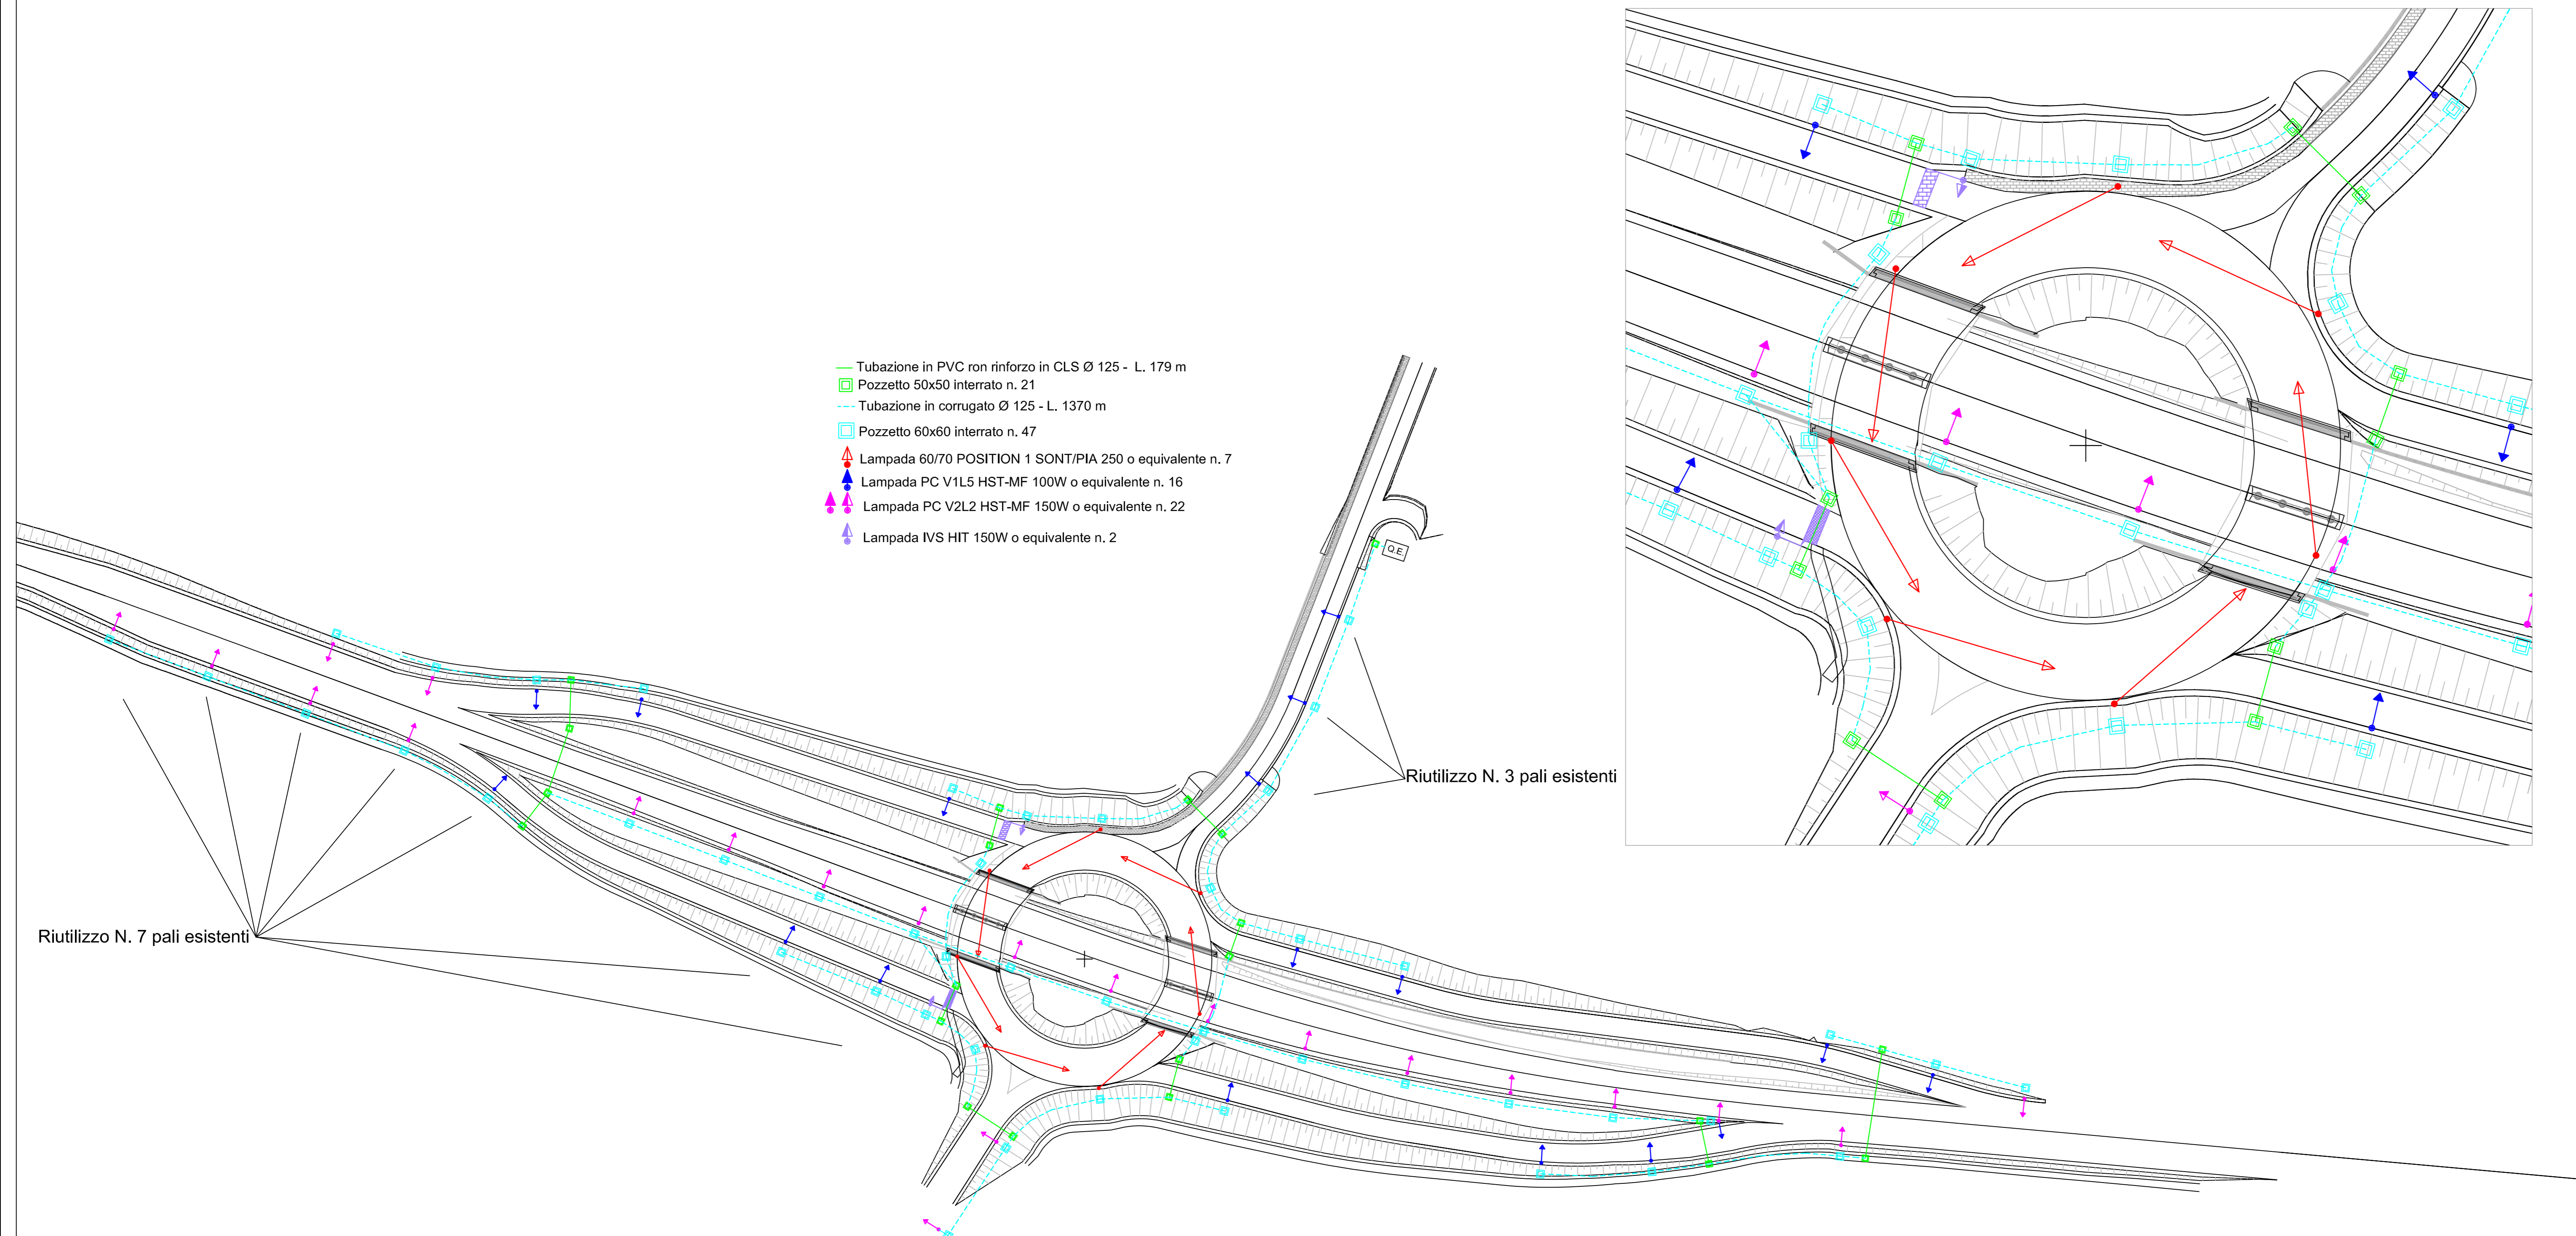 Tubazione in PVC ron rinforzo in CLS Ø 125 - L. 179 m
Pozzetto 50x50 interrato n. 21
Tubazione in corrugato Ø 125 - L. 1370 m
Pozzetto 60x60 interrato n. 47
Lampada 60/70 POSITION 1 SONT/PIA 250 o equivalente n. 7
Lampada PC V1L5 HST-MF 100W o equivalente n. 16
Lampada PC V2L2 HST-MF 150W o equivalente n. 22
Lampada IVS HIT 150W o equivalente n. 2
Q.E.
Riutilizzo N. 3 pali esistenti
Riutilizzo N. 7 pali esistenti